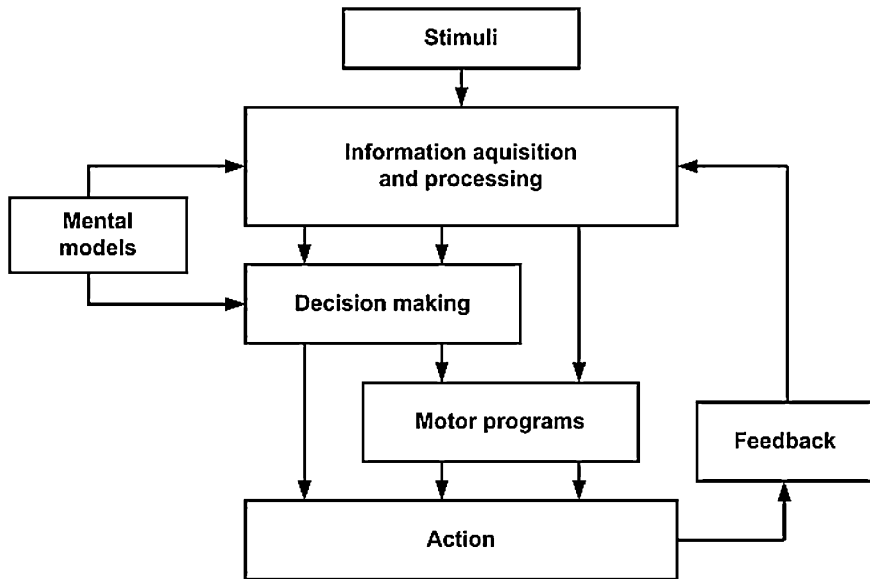 Stimuli
Information aquisition
and processing
Mental
models
Decision making
Motor programs
Feedback
Action